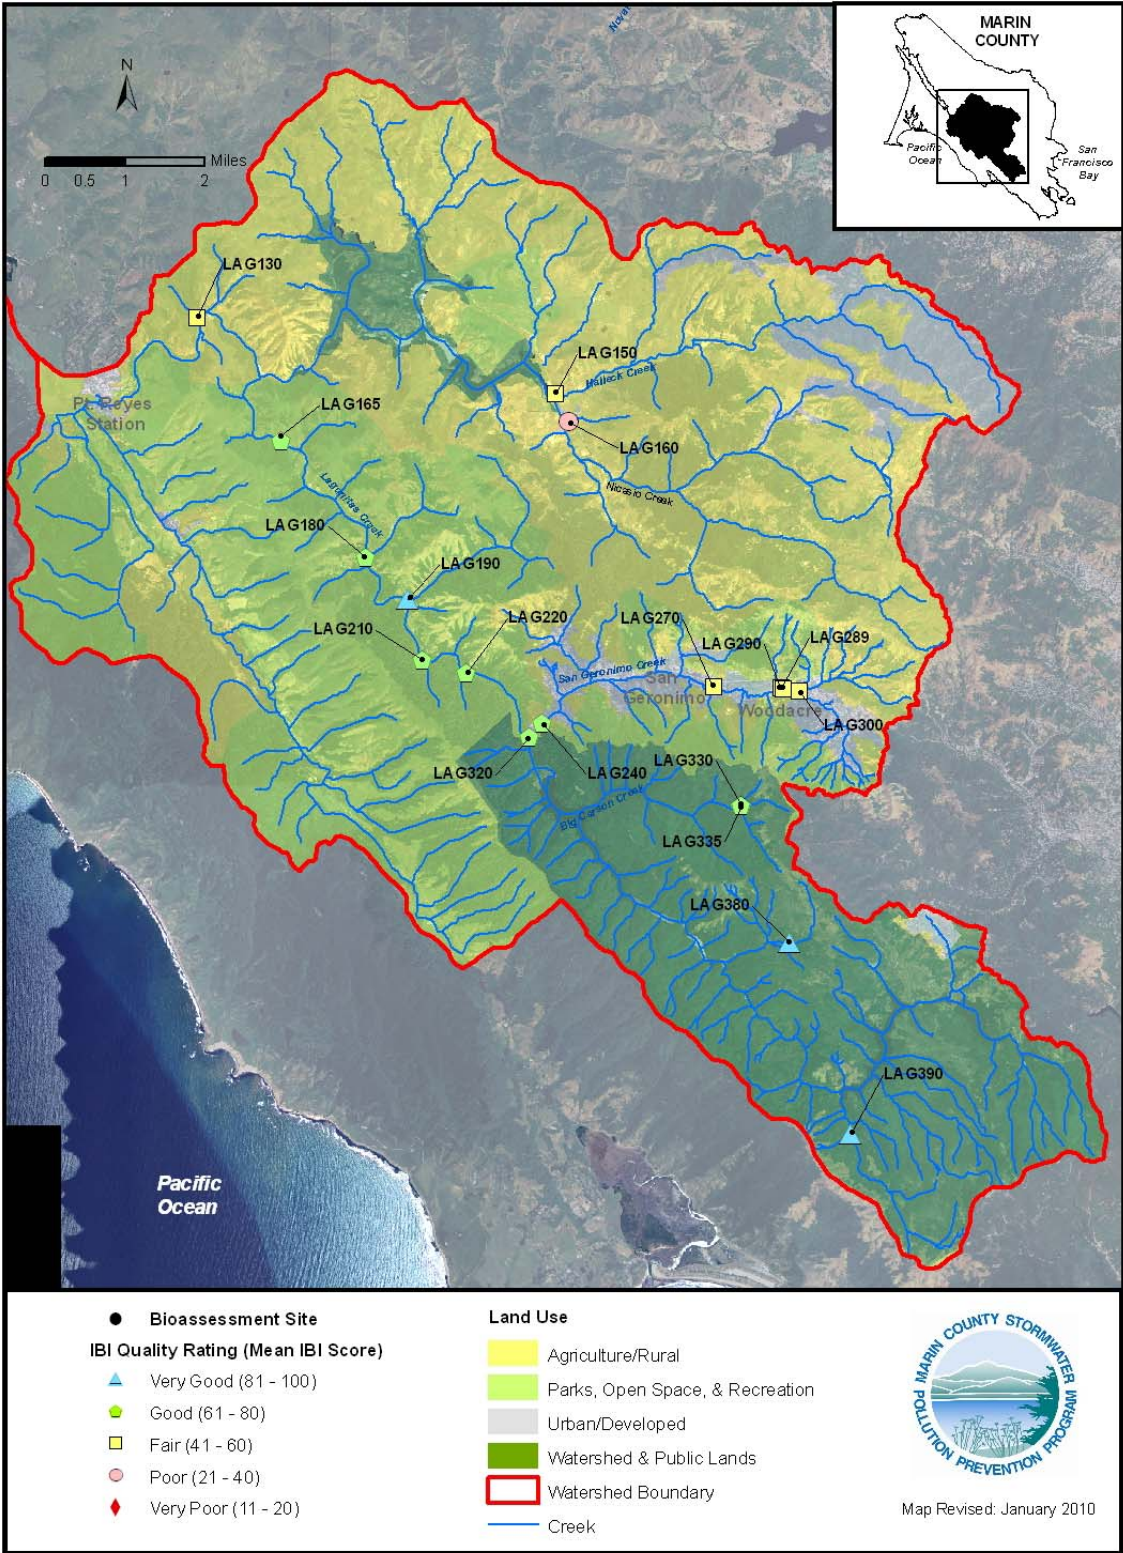 Novat
MARIN
COUNTY
Pacific
Ocean
San
Francisco
Bay
N
Miles
0 0.5 1 2
LAG130
LAG150
Halleck Creek
Pt. Reyes
Station
LAG165
LAG160
Nicasio Creek
Lagunitas Creek
LAG180
LAG190
LAG210
LAG220
LAG270
LAG290
LAG289
San Geronimo Creek
San
Geronimo
Woodacre
LAG300
LAG320
LAG240
LAG330
Big Carson Creek
LAG335
LAG380
LAG390
Pacific
Ocean
Bioassessment Site
IBI Quality Rating (Mean IBI Score)
Very Good (81 - 100)
Good (61 - 80)
Fair (41 - 60)
Poor (21 - 40)
Very Poor (11 - 20)
Land Use
Agriculture/Rural
Parks, Open Space, & Recreation
Urban/Developed
Watershed & Public Lands
Watershed Boundary
Creek
MARIN COUNTY STORMWATER
POLLUTION PREVENTION PROGRAM
Map Revised: January 2010